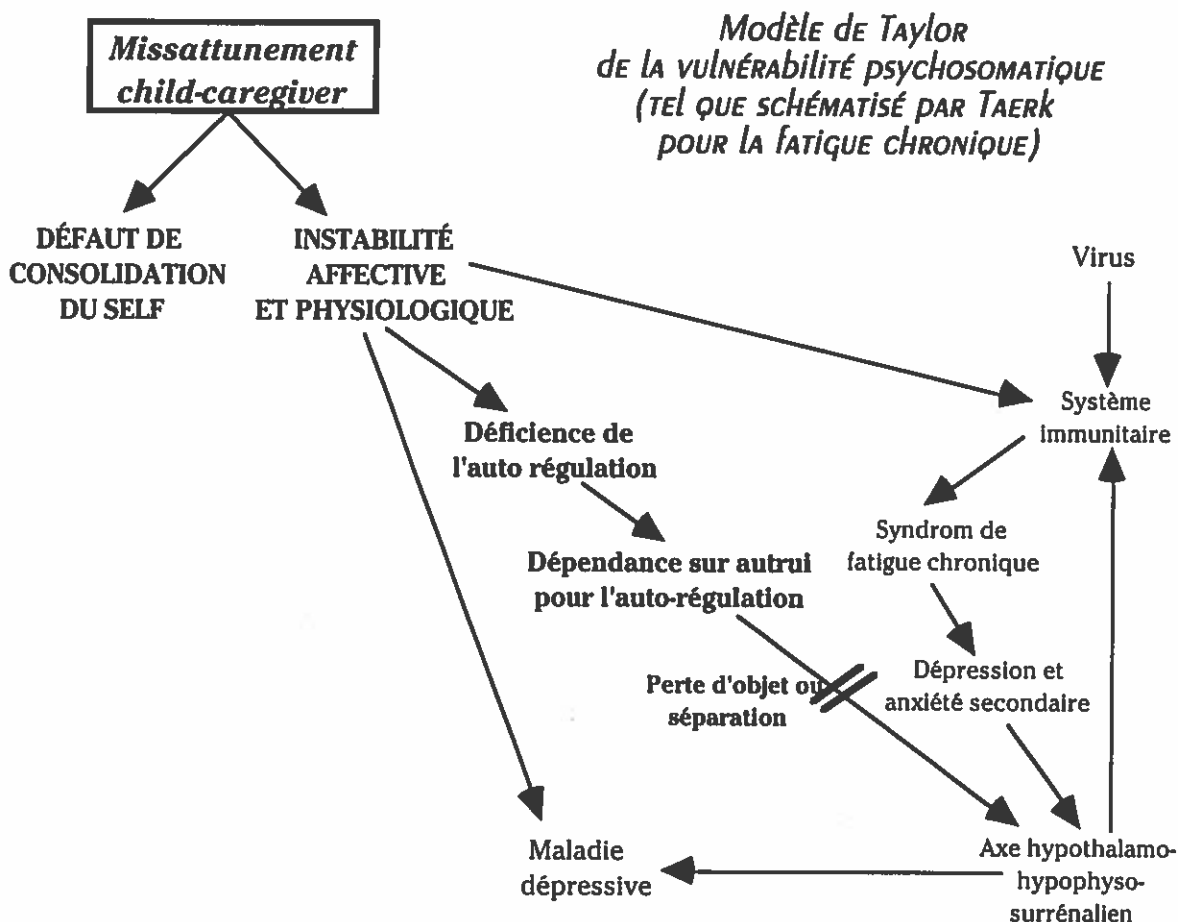 Missattunement
child-caregiver
Modèle de Taylor
de la vulnérabilité psychosomatique
(tel que schématisé par Taerk
pour la fatigue chronique)
DÉFAUT DE
CONSOLIDATION
DU SELF
INSTABILITÉ
AFFECTIVE
ET PHYSIOLOGIQUE
Virus
Système
immunitaire
Déficience de
l'auto régulation
Syndrom de
fatigue chronique
Dépendance sur autrui
pour l'auto-régulation
Perte d'objet ou
séparation
Dépression et
anxiété secondaire
Maladie
dépressive
Axe hypothalamo-
hypophyso-
surrénalien